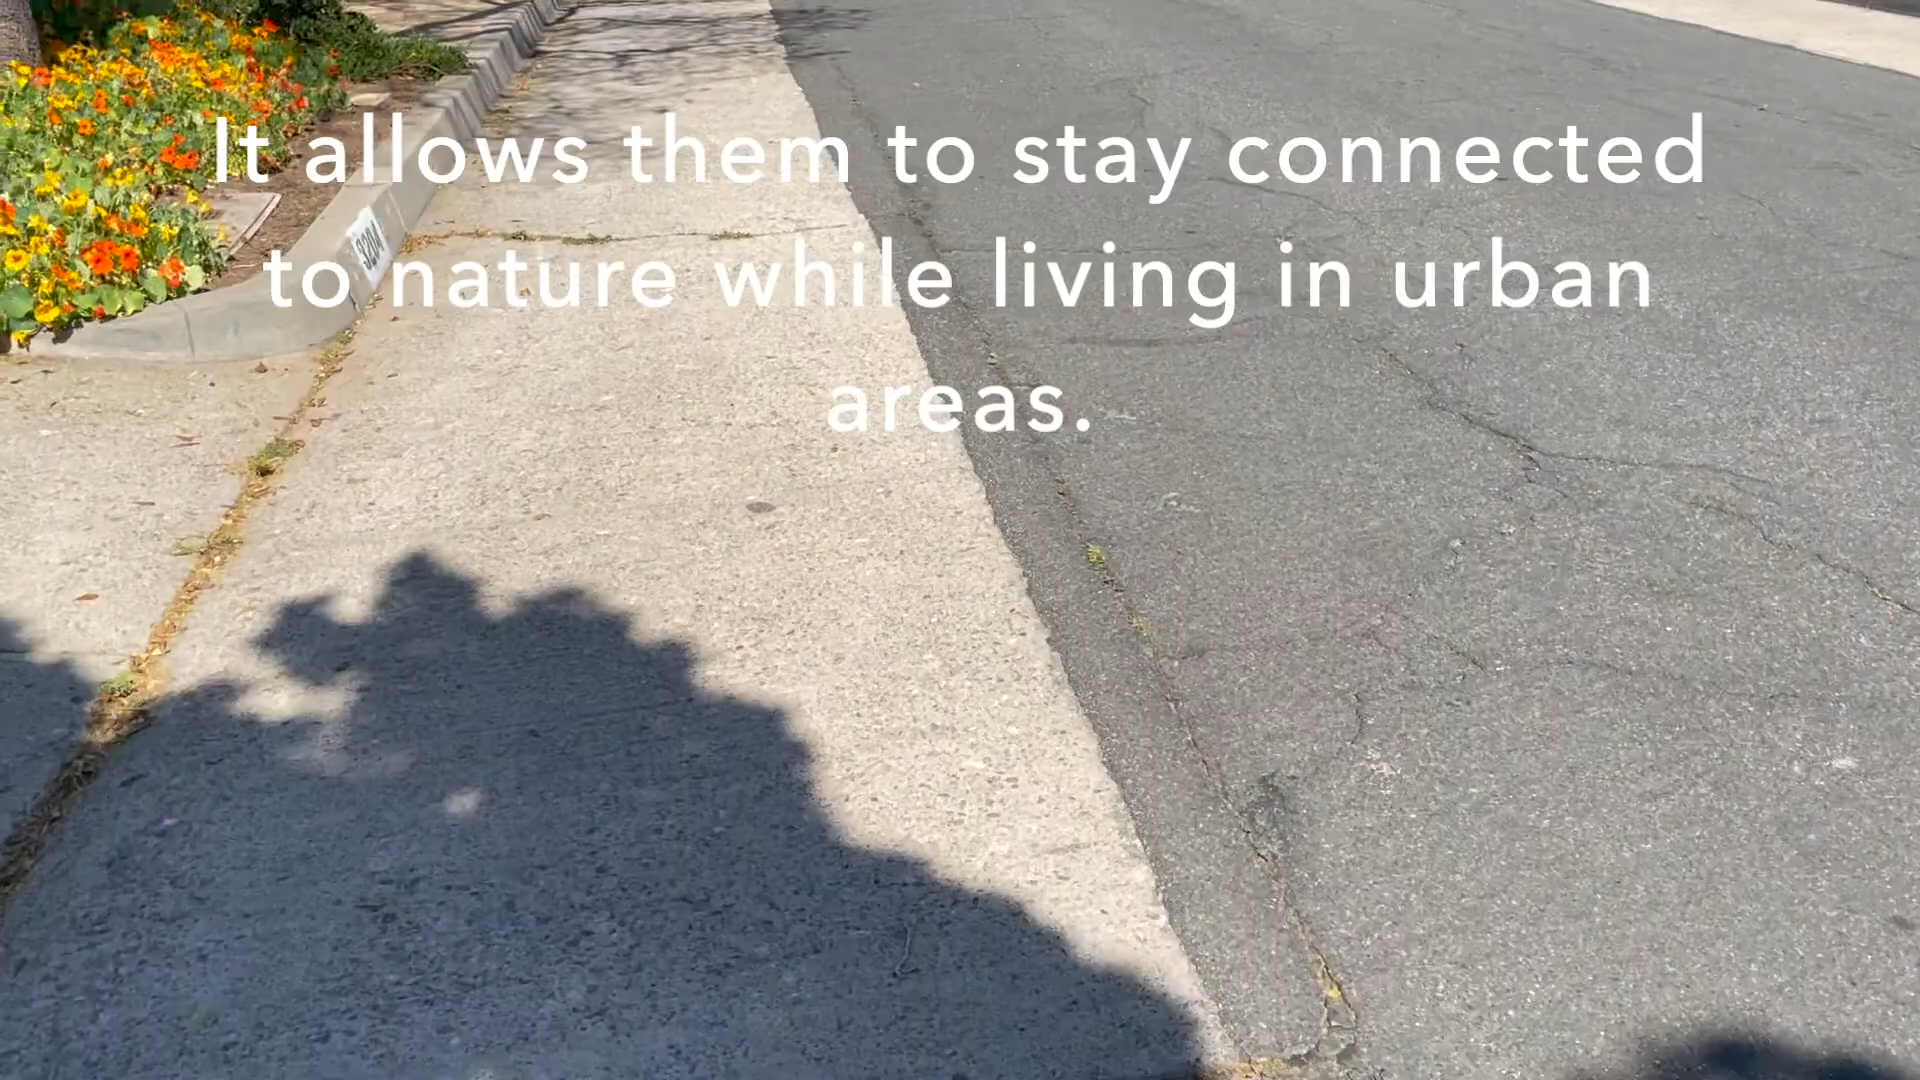 It allows them to stay connected
to nature while living in urban
areas.
3204